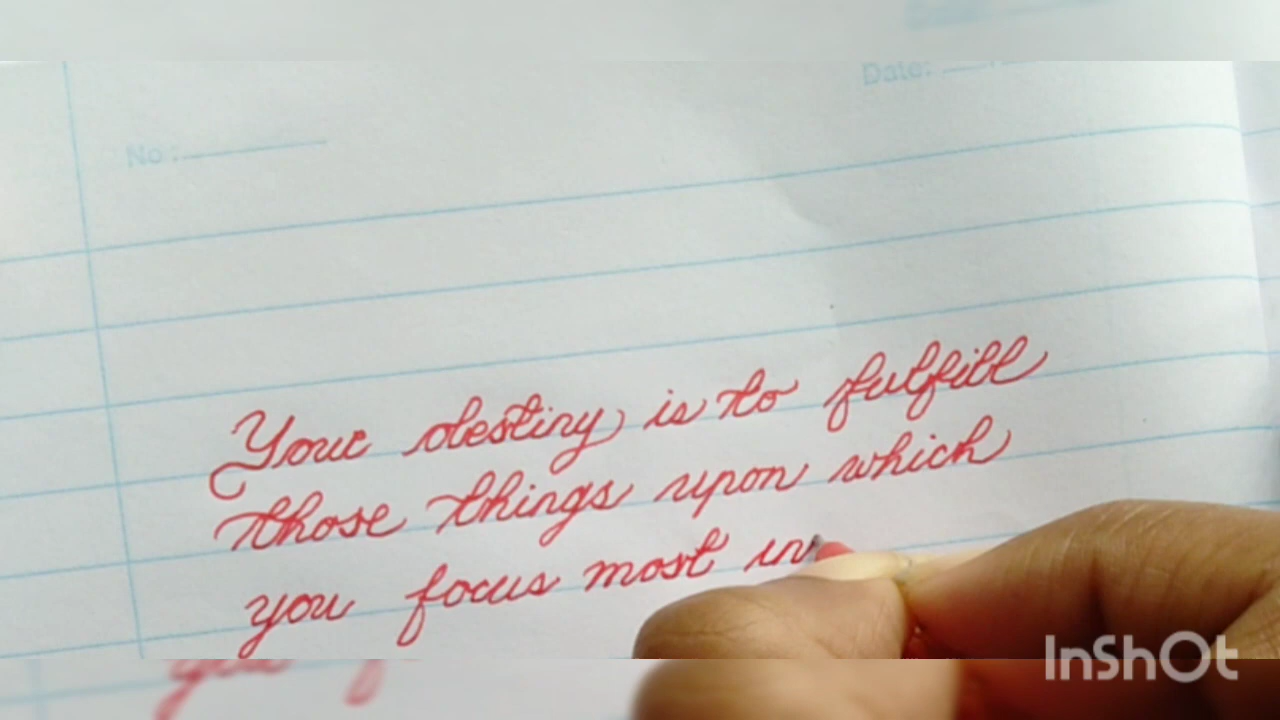 Date:
No:
Your destiny is to fulfill
those things upon which
you focus most in
InShOt